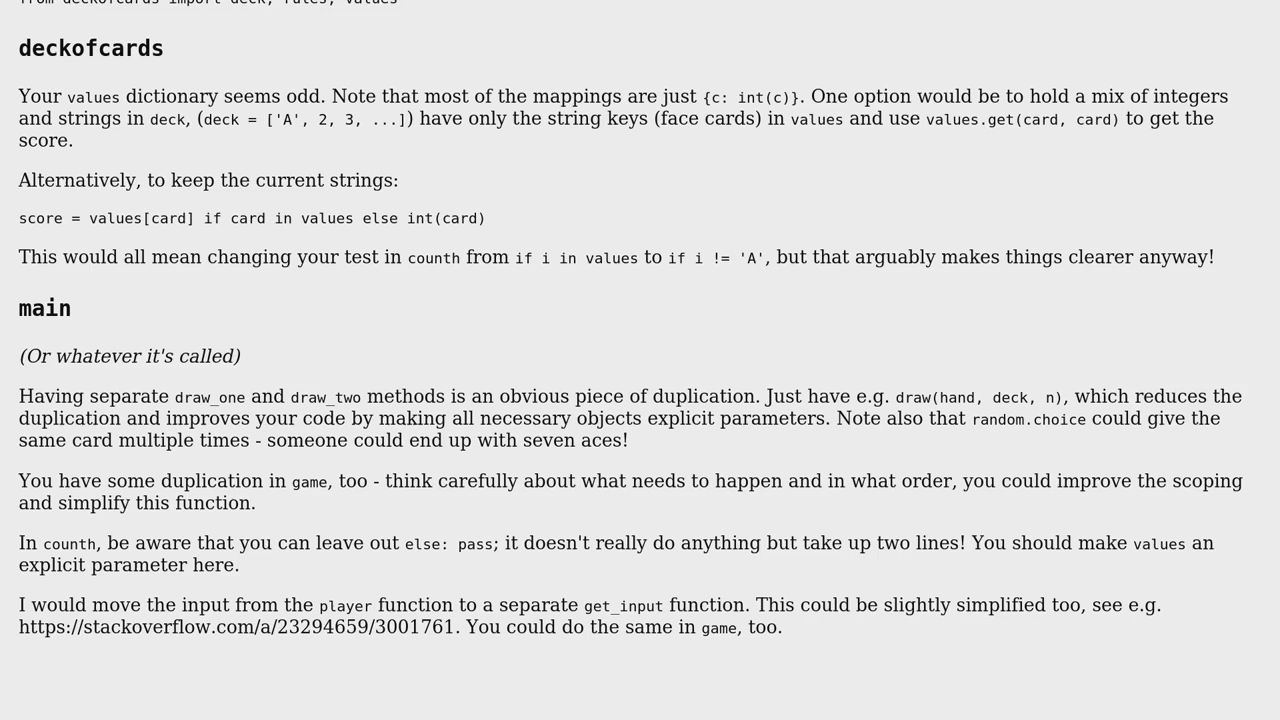 from deckofcards import deck, rules, values
deckofcards
Your values dictionary seems odd. Note that most of the mappings are just {c: int(c)}. One option would be to hold a mix of integers
and strings in deck, (deck = ['A', 2, 3, ...]) have only the string keys (face cards) in values and use values.get(card, card) to get the
score.
Alternatively, to keep the current strings:
score = values[card] if card in values else int(card)
This would all mean changing your test in counth from if i in values to if i != 'A', but that arguably makes things clearer anyway!
main
(Or whatever it's called)
Having separate draw_one and draw_two methods is an obvious piece of duplication. Just have e.g. draw(hand, deck, n), which reduces the
duplication and improves your code by making all necessary objects explicit parameters. Note also that random.choice could give the
same card multiple times - someone could end up with seven aces!
You have some duplication in game, too - think carefully about what needs to happen and in what order, you could improve the scoping
and simplify this function.
In counth, be aware that you can leave out else: pass; it doesn't really do anything but take up two lines! You should make values an
explicit parameter here.
I would move the input from the player function to a separate get_input function. This could be slightly simplified too, see e.g.
https://stackoverflow.com/a/23294659/3001761. You could do the same in game, too.